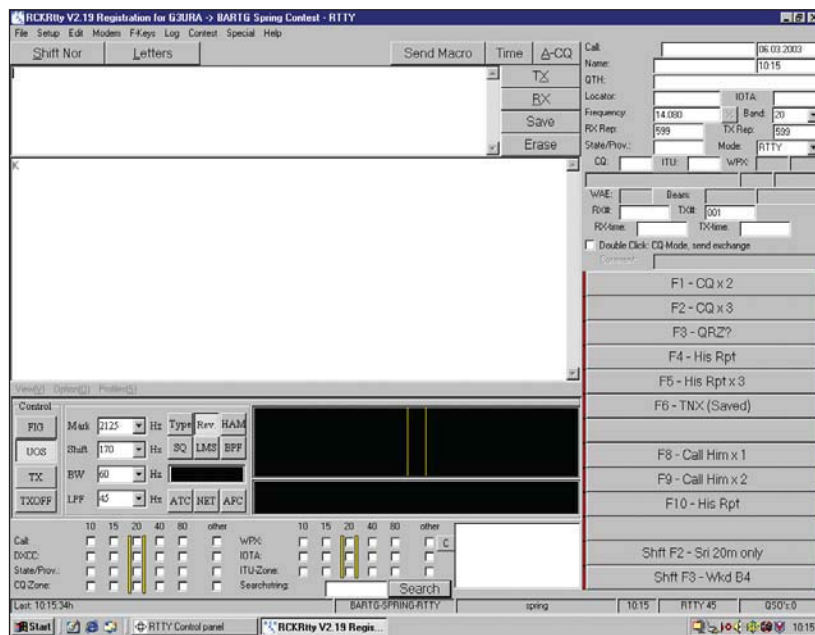 RCKRtty V2.19 Registration for G3URA -> BARTG Spring Contest - RTTY
File Setup Edit Modem F-Keys Log Contest Special Help
Shift Nor Letters Send Macro Time A-CQ
TX
RX
Save
Erase
K
Call: 06.03.2003
Name: 10:15
QTH:
Locator: IOTA:
Frequency: 14.080 Band: 20
RX Rep: 599 TX Rep: 599
State/Prov.: Mode: RTTY
CQ: ITU: WPX:
WAE: Beam:
RX#: TX#: 001
RX-time: TX-time:
Double Click: CQ-Mode, send exchange
Comment:
F1 - CQ x 2
F2 - CQ x 3
F3 - QRZ?
F4 - His Rpt
F5 - His Rpt x 3
F6 - TNX (Saved)
F8 - Call Him x 1
F9 - Call Him x 2
F10 - His Rpt
Shft F2 - Sri 20m only
Shft F3 - Wkd B4
View(V) Option(O) Profiles(S)
Control
FIG Mark 2125 Hz Type Rev. HAM
UOS Shift 170 Hz SQ LMS BPF
TX BW 60 Hz
TXOFF LPF 45 Hz ATC NET AFC
10 15 20 40 80 other 10 15 20 40 80 other
Call: WPX: C
DXCC: IOTA:
State/Prov.: ITU-Zone:
CQ-Zone: Searchstring: Search
Last: 10:15:34h BARTG-SPRING-RTTY spring 10:15 RTTY 45 QSO's: 0
Start RTTY Control panel RCKRtty V2.19 Regis... 10:15